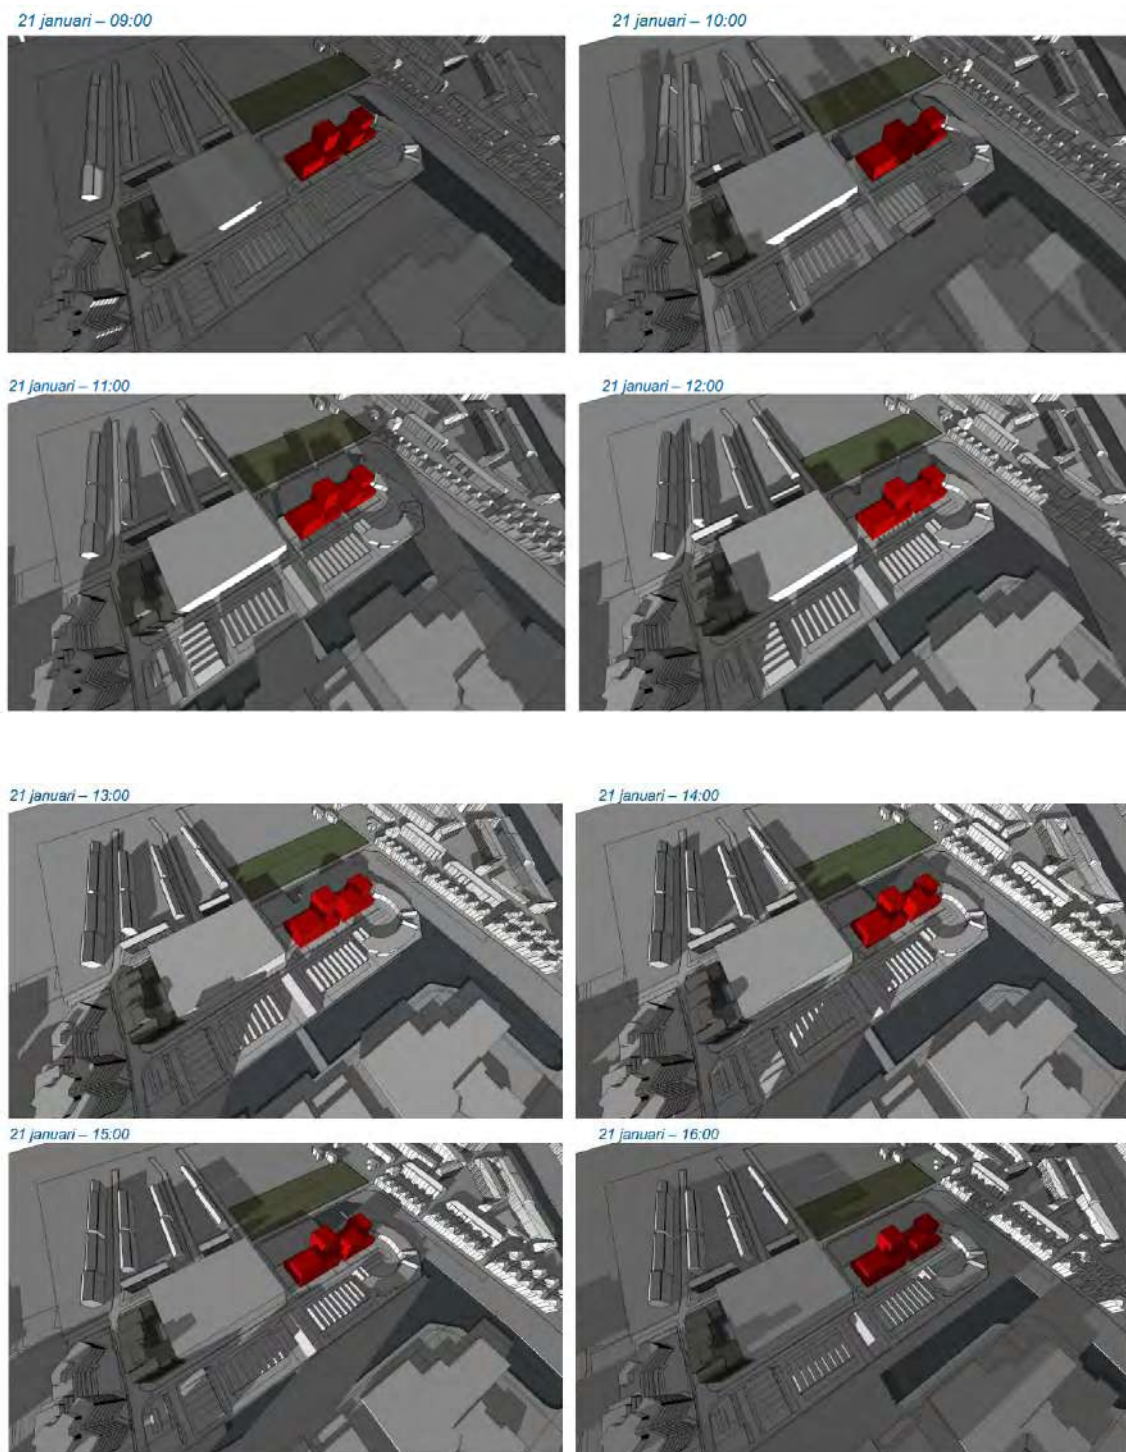 21 januari – 09:00
21 januari – 10:00
21 januari – 11:00
21 januari – 12:00
21 januari – 13:00
21 januari – 14:00
21 januari – 15:00
21 januari – 16:00